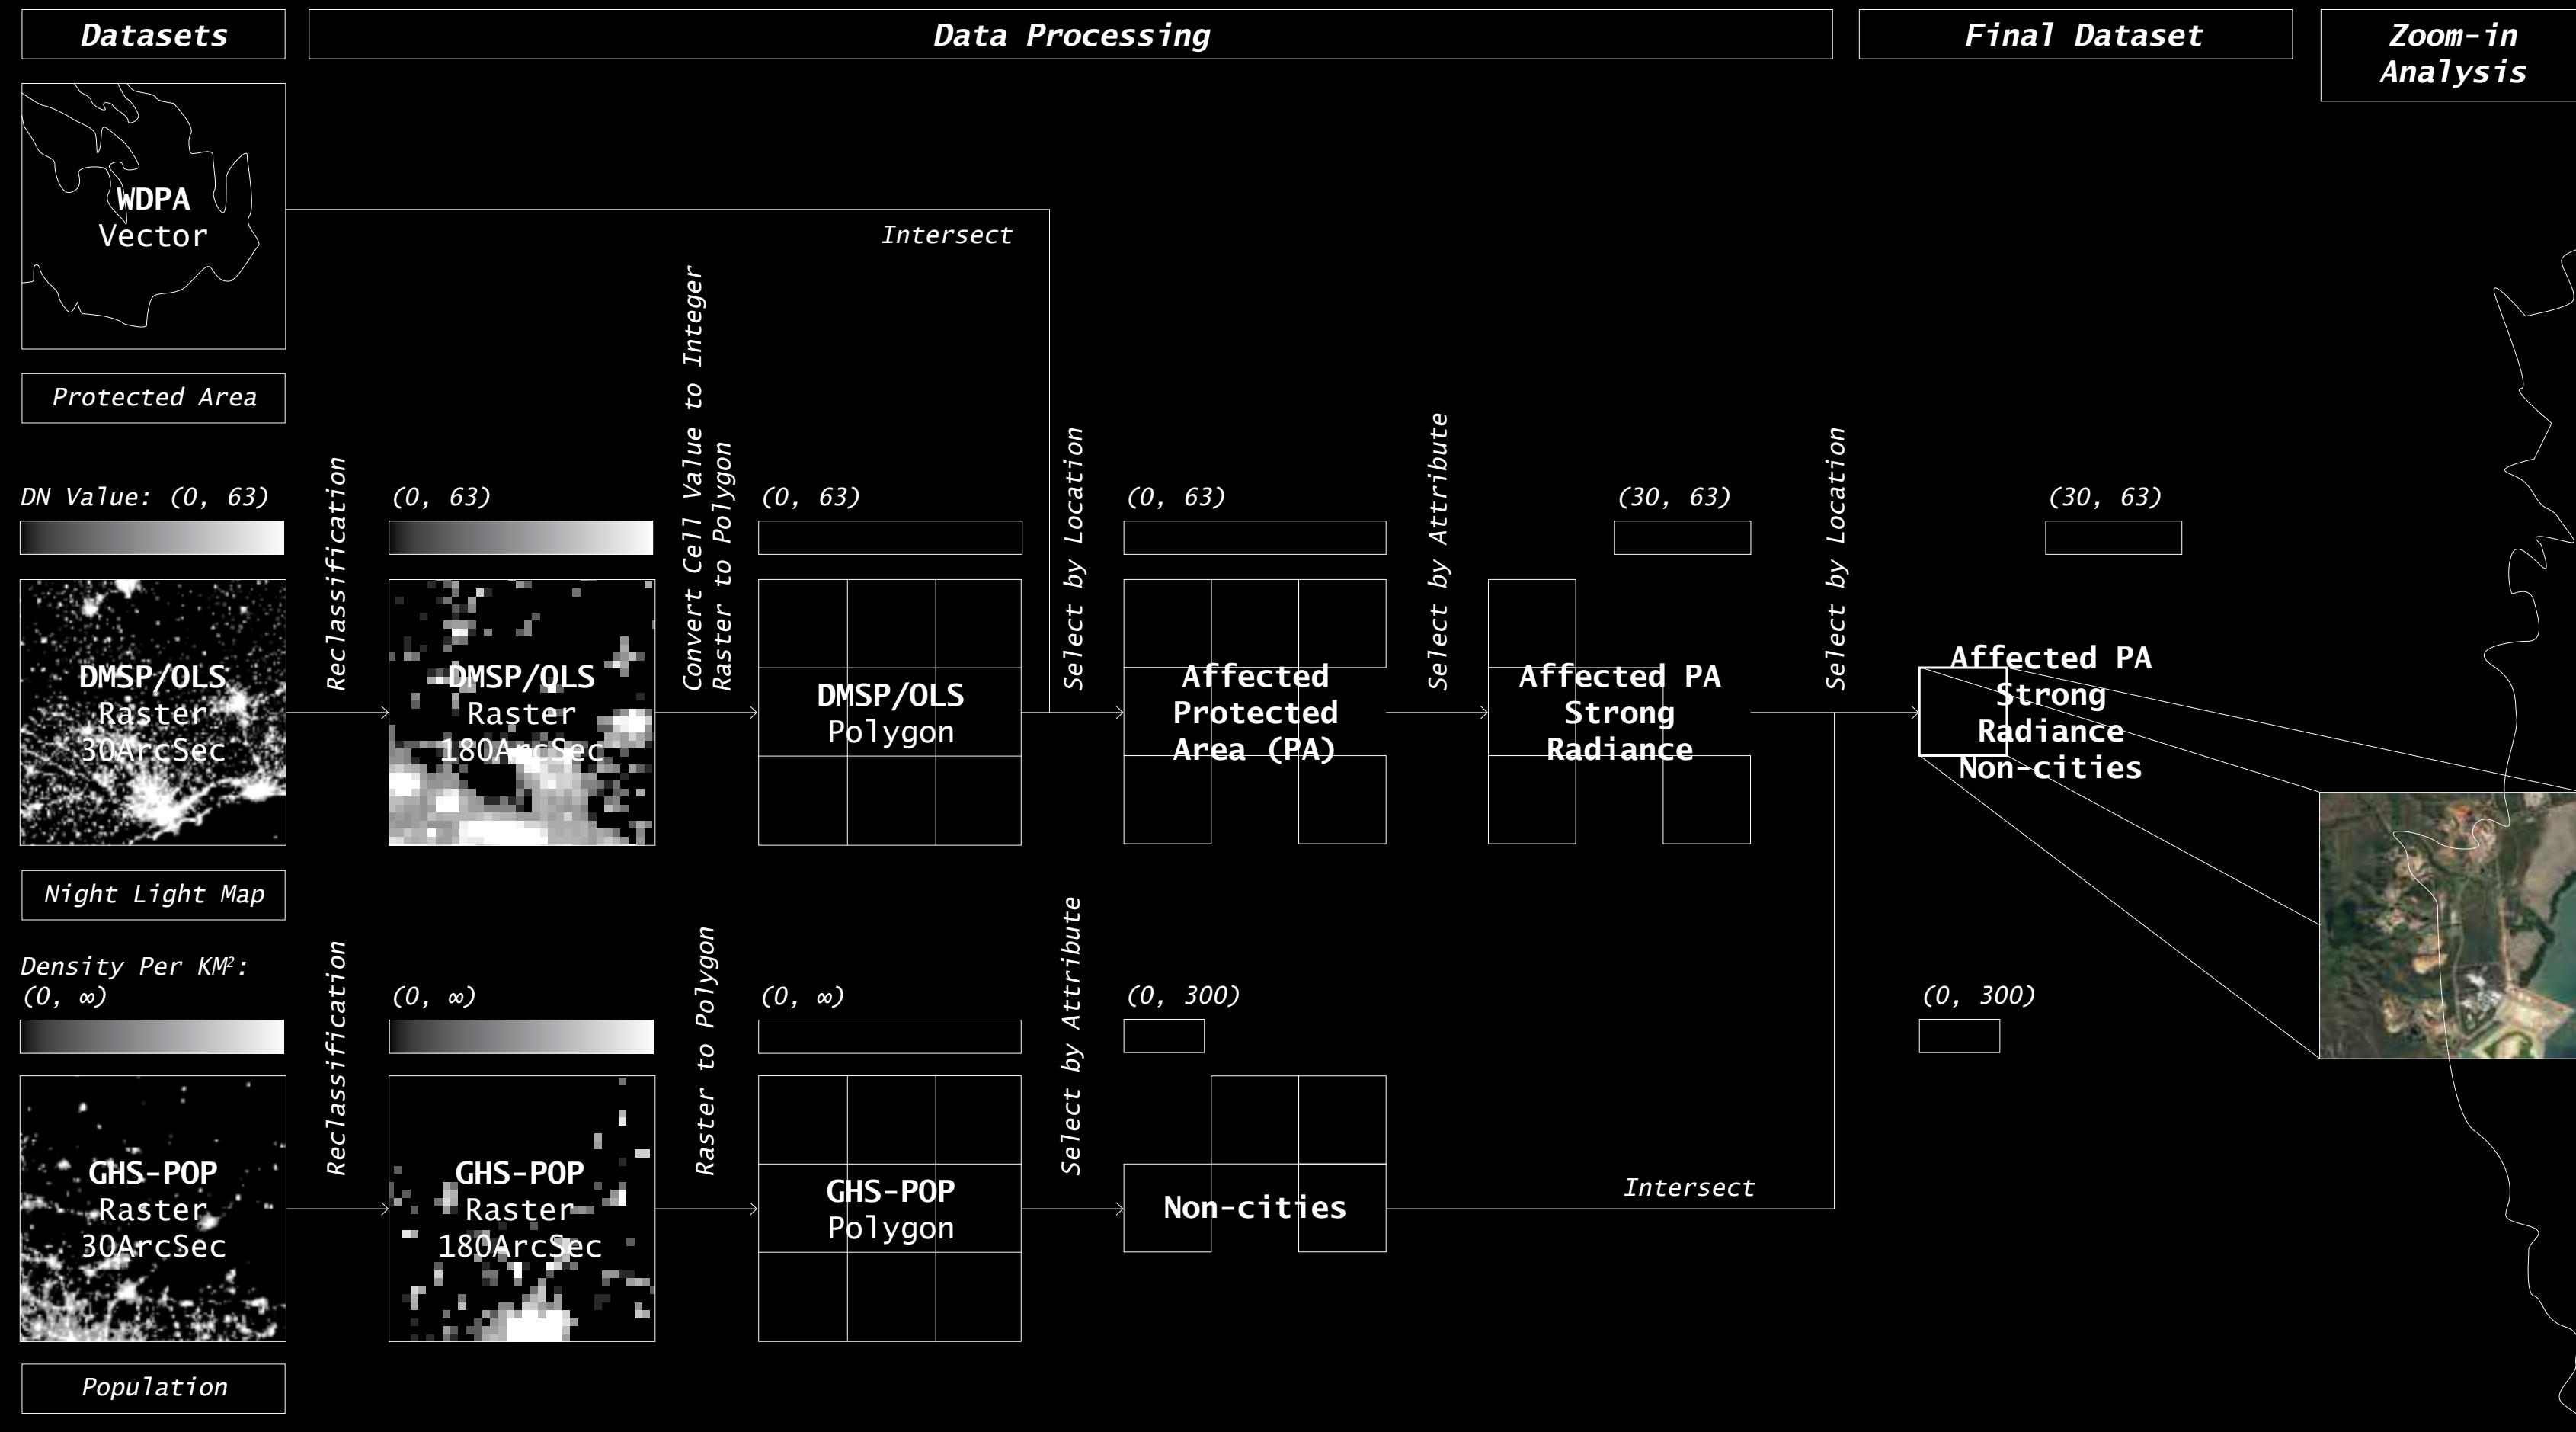 Datasets
Data Processing
Final Dataset
Zoom-in
Analysis
WDPA
Vector
Protected Area
Intersect
DN Value: (0, 63)
Reclassification
(0, 63)
Convert Cell Value to Integer
Raster to Polygon
(0, 63)
Select by Location
(0, 63)
Select by Attribute
(30, 63)
Select by Location
(30, 63)
DMSP/OLS
Raster
30ArcSec
DMSP/OLS
Raster
180ArcSec
DMSP/OLS
Polygon
Affected
Protected
Area (PA)
Affected PA
Strong
Radiance
Affected PA
Strong
Radiance
Non-cities
Night Light Map
Density Per KM²:
(0, ∞)
Reclassification
(0, ∞)
Raster to Polygon
(0, ∞)
Select by Attribute
(0, 300)
(0, 300)
GHS-POP
Raster
30ArcSec
GHS-POP
Raster
180ArcSec
GHS-POP
Polygon
Non-cities
Intersect
Population